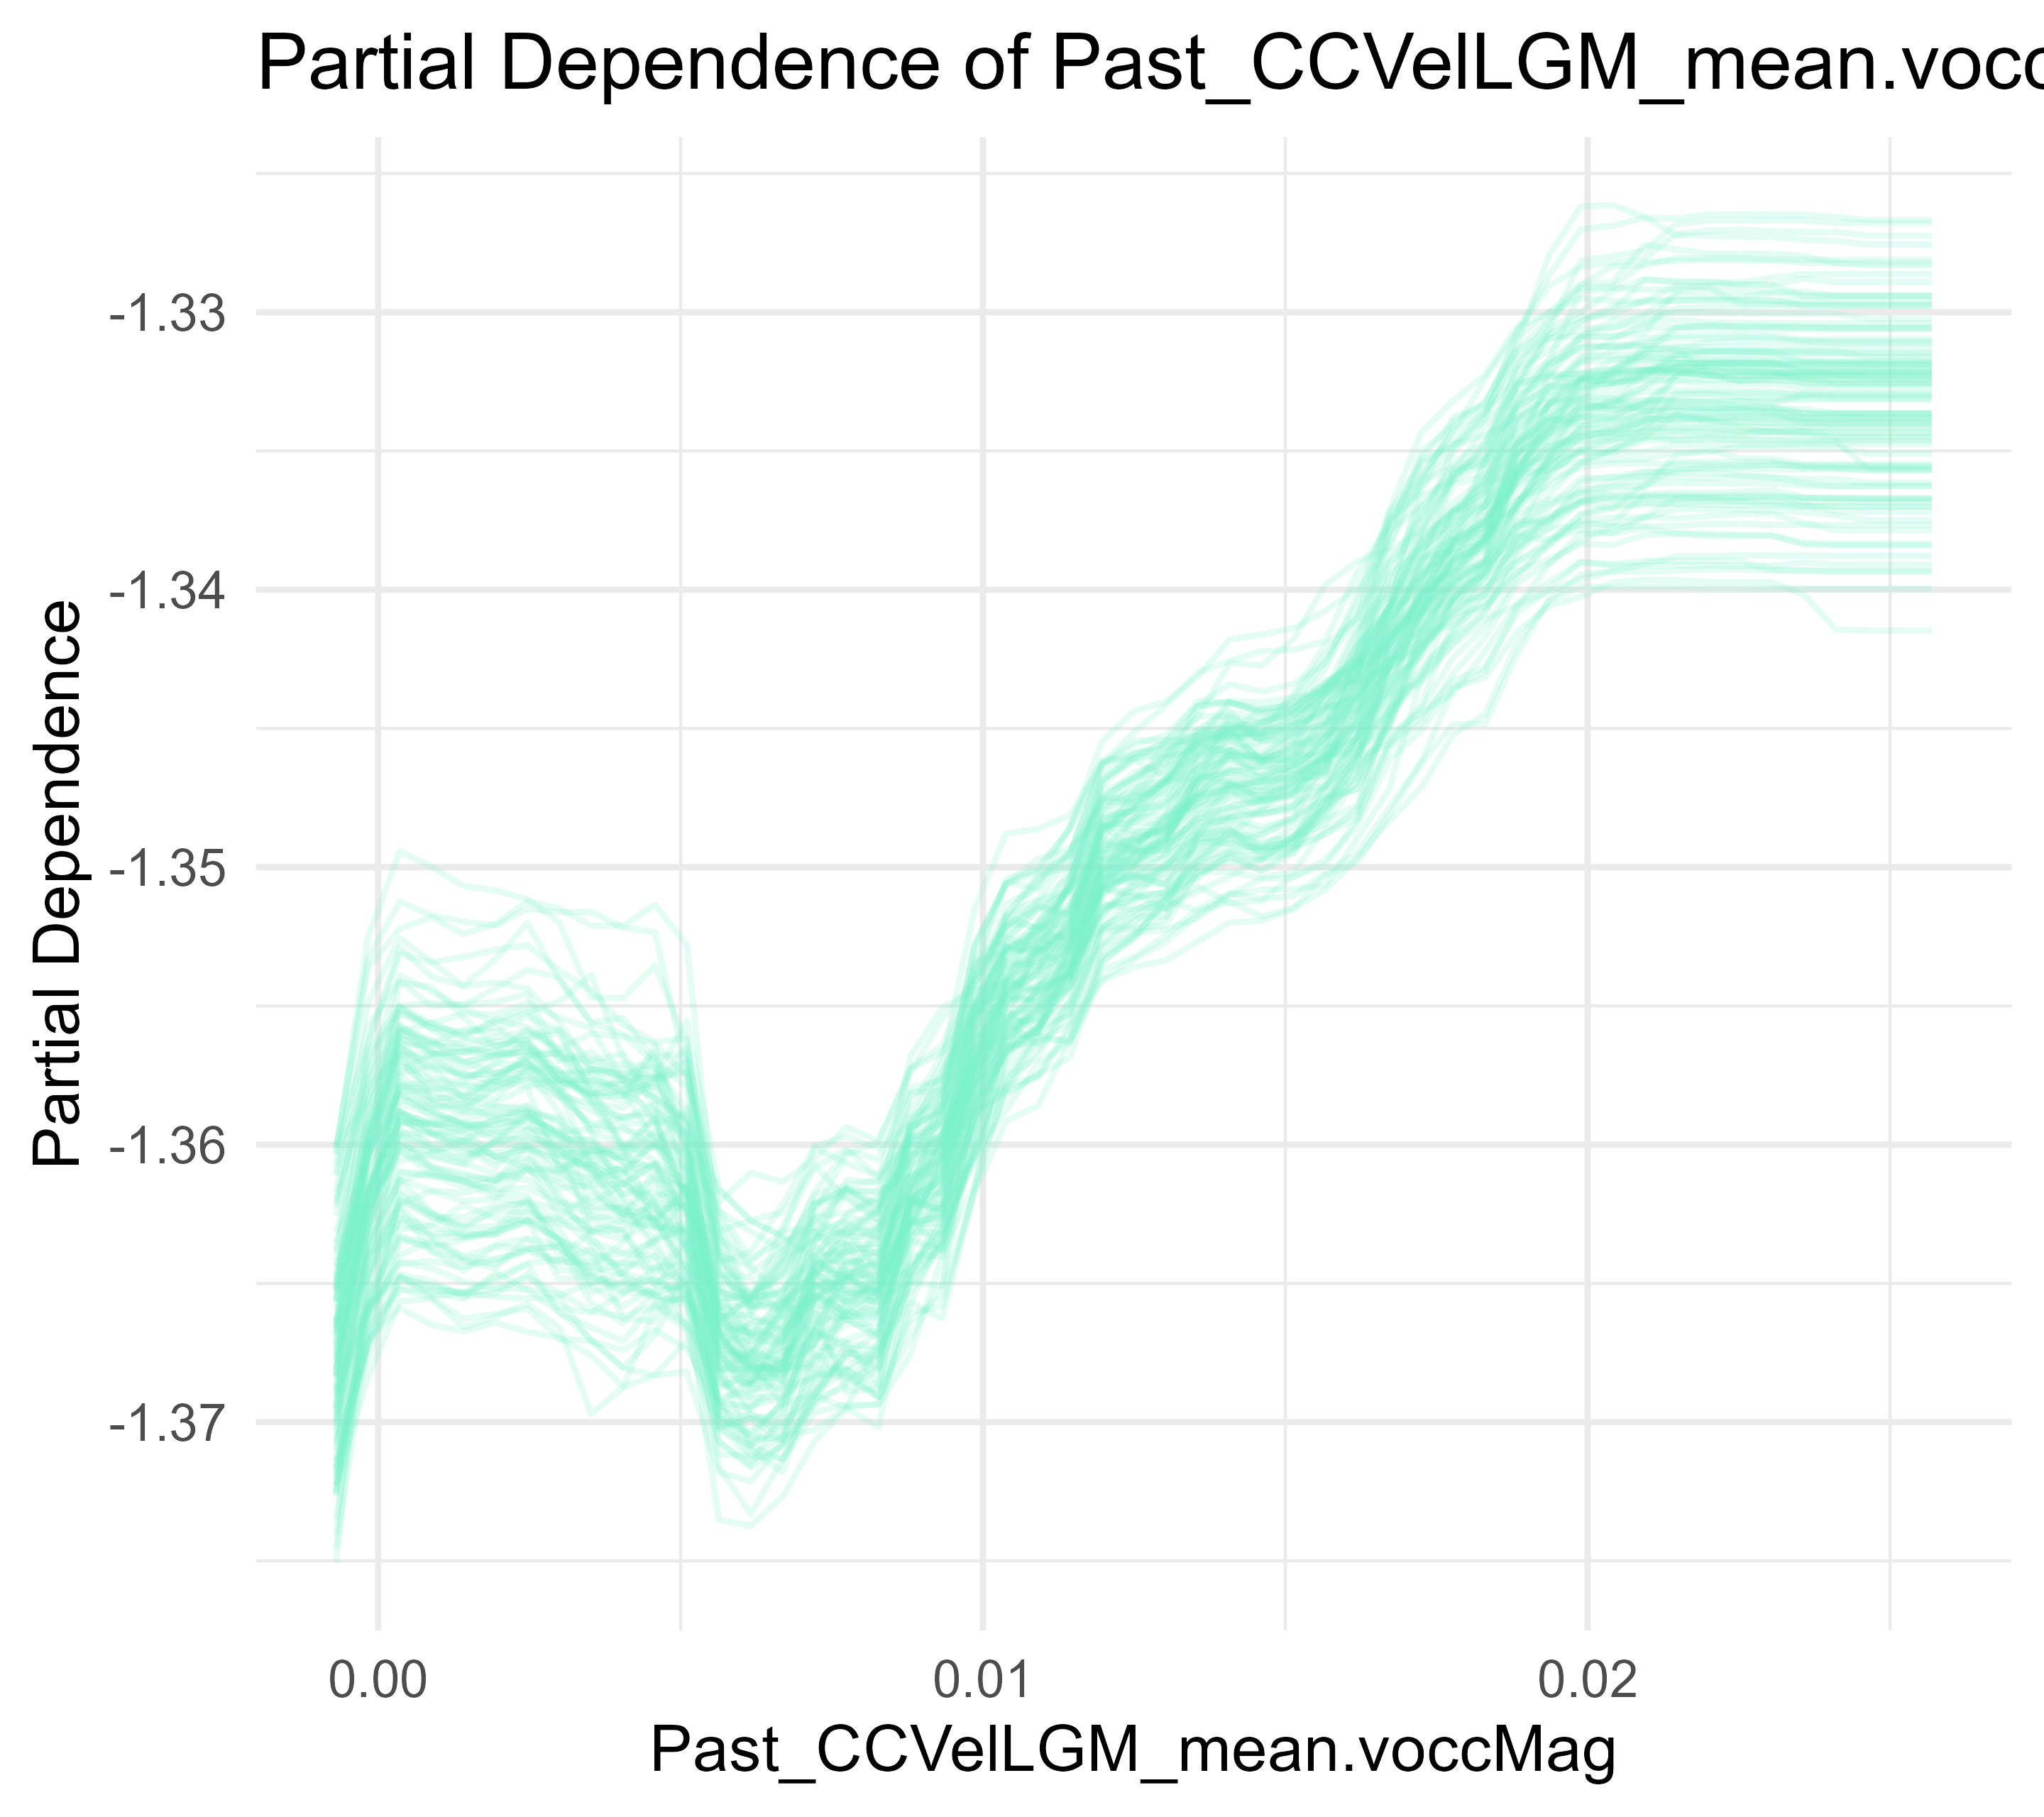 Partial Dependence of Past_CCVelLGM_mean.vocc
Partial Dependence
-1.33
-1.34
-1.35
-1.36
-1.37
0.00 0.01 0.02
Past_CCVelLGM_mean.voccMag